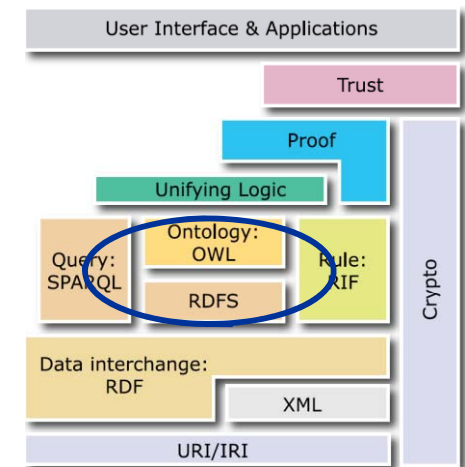 User Interface & Applications
Trust
Proof
Unifying Logic
Ontology:
OWL
Query:
SPARQL
Rule:
RIF
RDFS
Crypto
Data interchange:
RDF
XML
URI/IRI